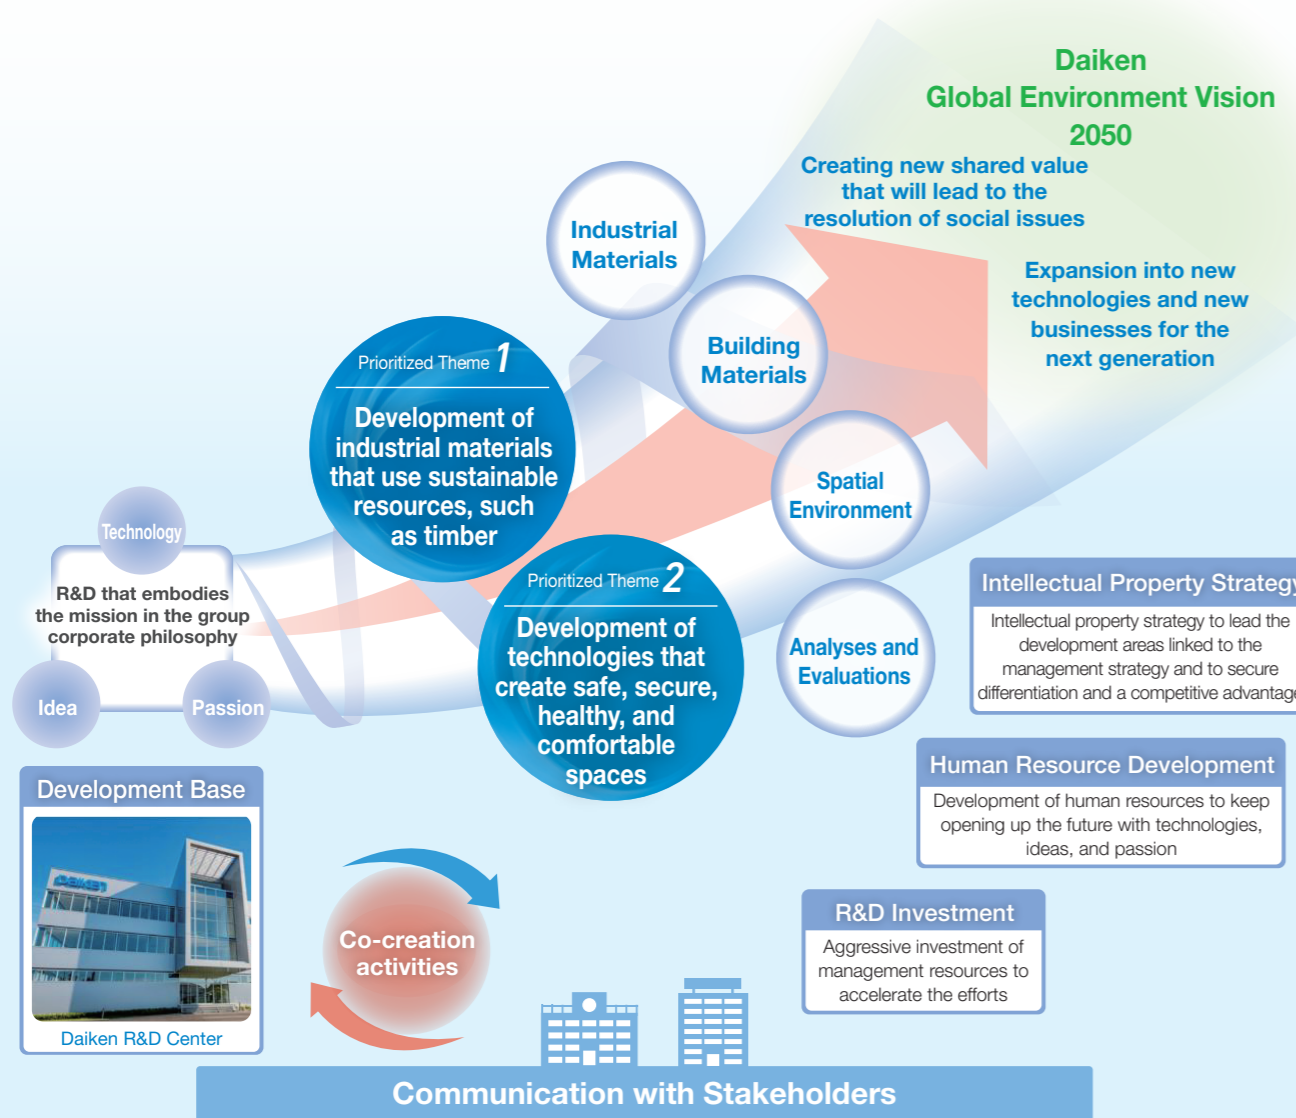 Daiken
Global Environment Vision
2050
Creating new shared value
that will lead to the
resolution of social issues
Expansion into new
technologies and new
businesses for the
next generation
Industrial
Materials
Building
Materials
Spatial
Environment
Analyses and
Evaluations
Prioritized Theme 1
Development of
industrial materials
that use sustainable
resources, such
as timber
Prioritized Theme 2
Development of
technologies that
create safe, secure,
healthy, and
comfortable
spaces
Technology
R&D that embodies
the mission in the group
corporate philosophy
Idea
Passion
Intellectual Property Strategy
Intellectual property strategy to lead the
development areas linked to the
management strategy and to secure
differentiation and a competitive advantage
Human Resource Development
Development of human resources to keep
opening up the future with technologies,
ideas, and passion
R&D Investment
Aggressive investment of
management resources to
accelerate the efforts
Development Base
DAIKEN
Daiken R&D Center
Co-creation
activities
Communication with Stakeholders